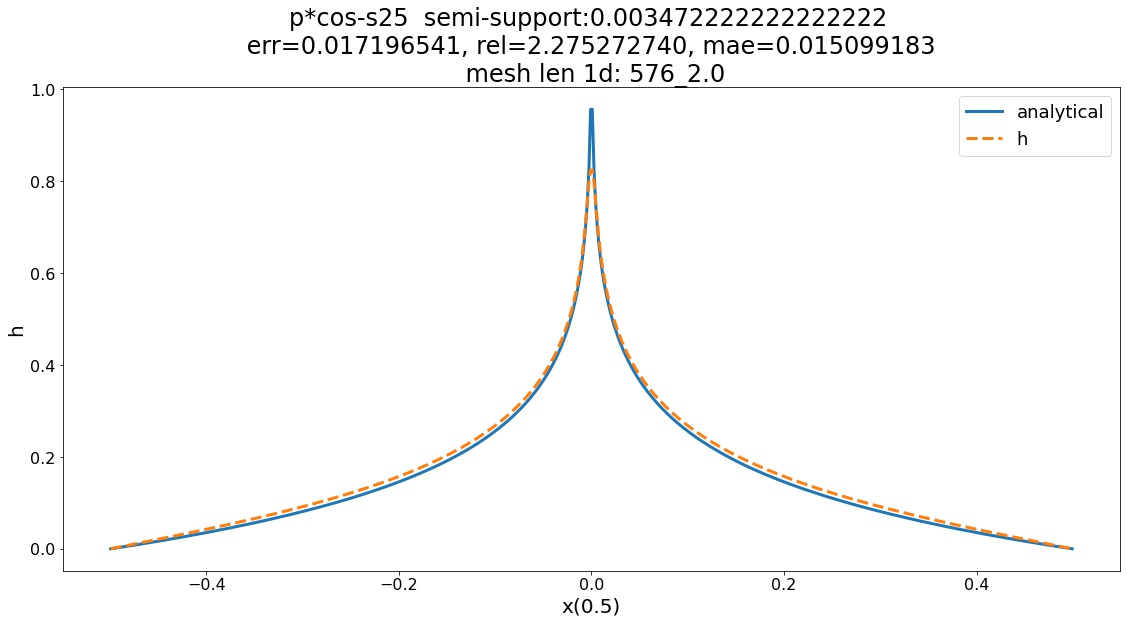 p*cos-s25  semi-support:0.003472222222222222
err=0.017196541, rel=2.275272740, mae=0.015099183
mesh len 1d: 576_2.0
analytical
h
1.0
0.8
0.6
0.4
0.2
0.0
h
−0.4
−0.2
0.0
0.2
0.4
x(0.5)